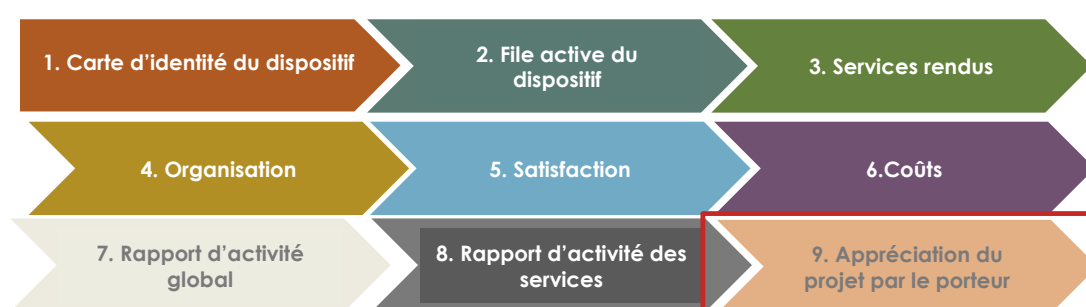 1. Carte d’identité du dispositif
2. File active du
dispositif
3. Services rendus
4. Organisation
5. Satisfaction
6.Coûts
7. Rapport d’activité
global
8. Rapport d’activité des
services
9. Appréciation du
projet par le porteur